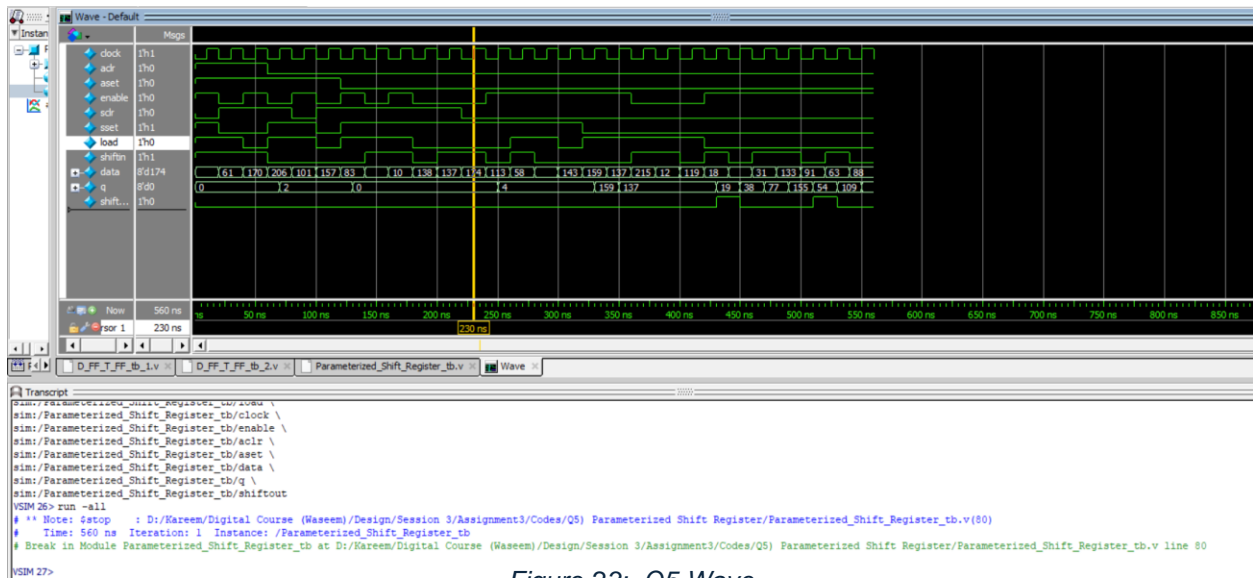 Wave - Default
Instan
Msgs
clock 1'h1
aclr 1'h0
aset 1'h0
enable 1'h0
sclr 1'h0
sset 1'h1
load 1'h0
shiftin 1'h1
data 8'd174 61 170 206 101 157 83 10 138 137 113 58 143 159 137 215 12 119 18 31 133 91 63 88
q 8'd0 0 2 0 4 159 137 19 38 77 155 54 109
shift... 1'h0
Now 560 ns ns 50 ns 100 ns 150 ns 200 ns 250 ns 300 ns 350 ns 400 ns 450 ns 500 ns 550 ns 600 ns 650 ns 700 ns 750 ns 800 ns 850 ns
rsor 1 230 ns 230 ns
D_FF_T_FF_tb_1.v D_FF_T_FF_tb_2.v Parameterized_Shift_Register_tb.v Wave
Transcript
sim:/Parameterized_Shift_Register_tb/load \
sim:/Parameterized_Shift_Register_tb/clock \
sim:/Parameterized_Shift_Register_tb/enable \
sim:/Parameterized_Shift_Register_tb/aclr \
sim:/Parameterized_Shift_Register_tb/aset \
sim:/Parameterized_Shift_Register_tb/data \
sim:/Parameterized_Shift_Register_tb/q \
sim:/Parameterized_Shift_Register_tb/shiftout
VSIM 26> run -all
# ** Note: $stop : D:/Kareem/Digital Course (Waseem)/Design/Session 3/Assignment3/Codes/Q5) Parameterized Shift Register/Parameterized_Shift_Register_tb.v(80)
# Time: 560 ns Iteration: 1 Instance: /Parameterized_Shift_Register_tb
# Break in Module Parameterized_Shift_Register_tb at D:/Kareem/Digital Course (Waseem)/Design/Session 3/Assignment3/Codes/Q5) Parameterized Shift Register/Parameterized_Shift_Register_tb.v line 80
VSIM 27>